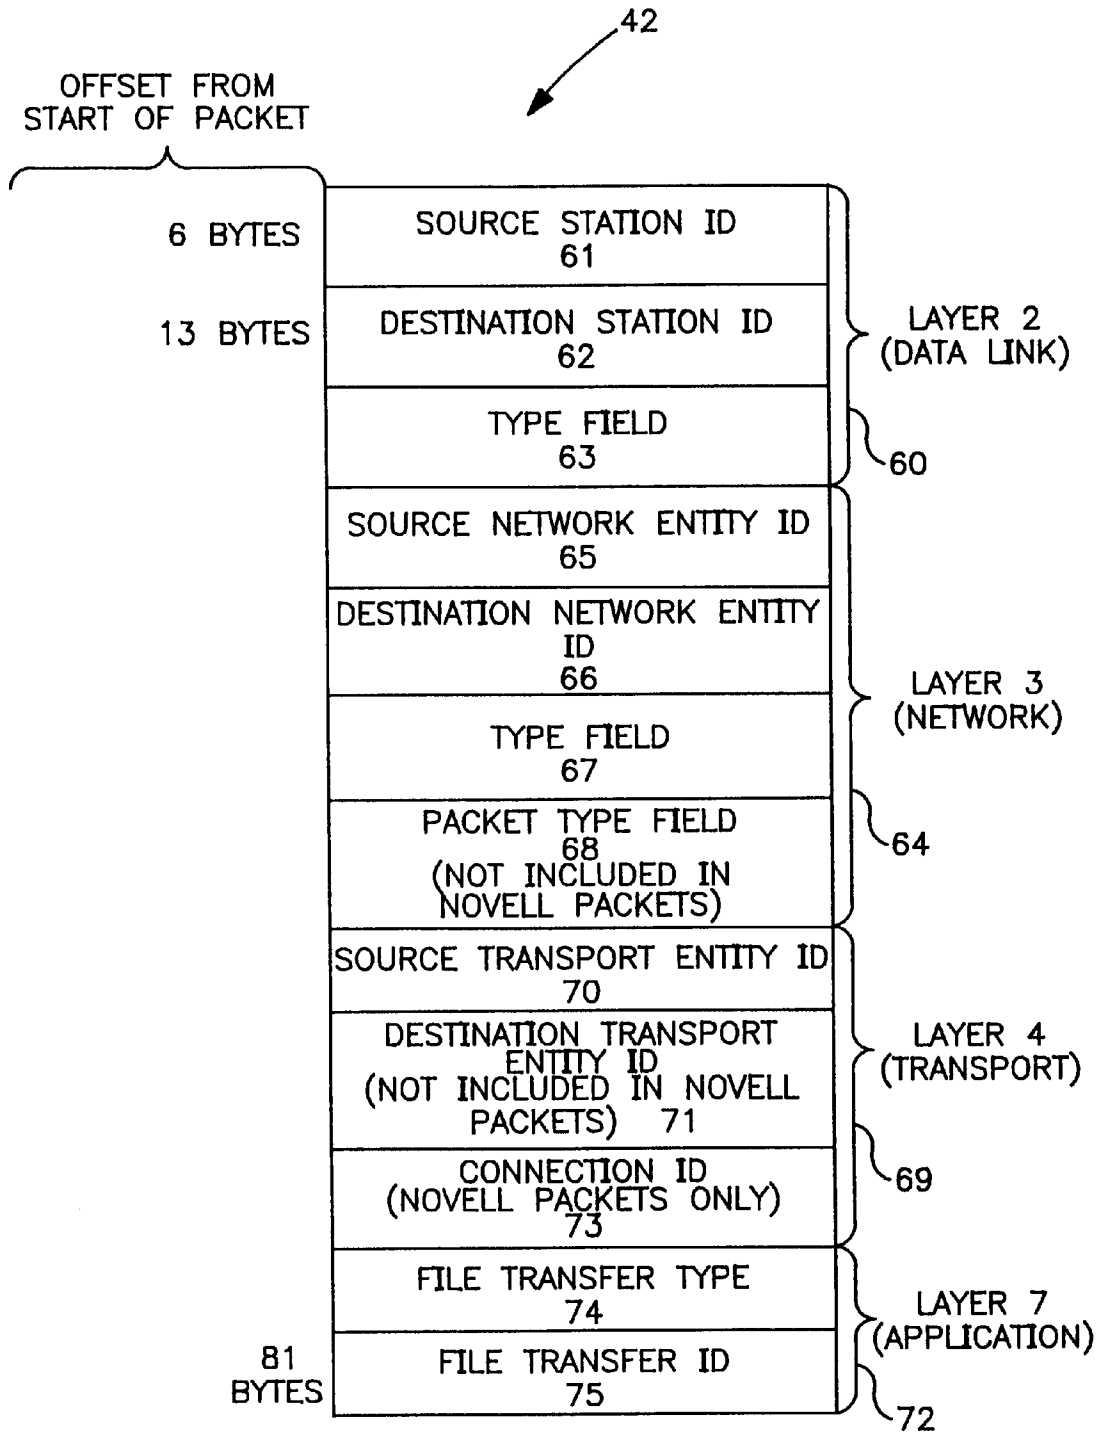 42
OFFSET FROM
START OF PACKET
6 BYTES
SOURCE STATION ID
61
13 BYTES
DESTINATION STATION ID
62
LAYER 2
(DATA LINK)
TYPE FIELD
63
60
SOURCE NETWORK ENTITY ID
65
DESTINATION NETWORK ENTITY
ID
66
LAYER 3
(NETWORK)
TYPE FIELD
67
PACKET TYPE FIELD
68
(NOT INCLUDED IN
NOVELL PACKETS)
64
SOURCE TRANSPORT ENTITY ID
70
DESTINATION TRANSPORT
ENTITY ID
(NOT INCLUDED IN NOVELL
PACKETS) 71
LAYER 4
(TRANSPORT)
CONNECTION ID
(NOVELL PACKETS ONLY)
73
69
FILE TRANSFER TYPE
74
LAYER 7
(APPLICATION)
81
BYTES
FILE TRANSFER ID
75
72